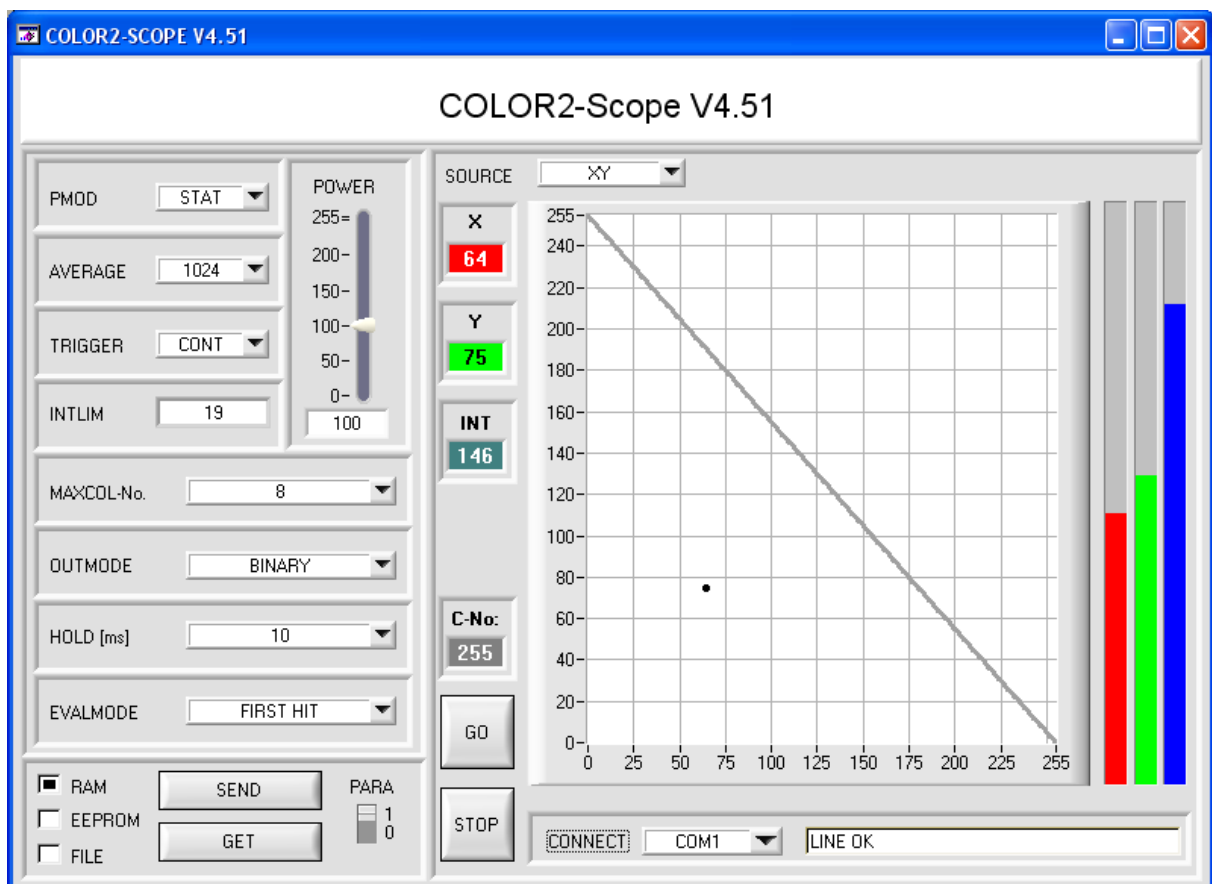 COLOR2-SCOPE V4.51
COLOR2-Scope V4.51
PMOD
STAT
AVERAGE
1024
TRIGGER
CONT
INTLIM
19
POWER
255=
200-
150-
100-
50-
0-
100
MAXCOL-No.
8
OUTMODE
BINARY
HOLD [ms]
10
EVALMODE
FIRST HIT
RAM
EEPROM
FILE
SEND
GET
PARA
1
0
SOURCE
XY
X
64
Y
75
INT
146
C-No:
255
GO
STOP
255-
240-
220-
200-
180-
160-
140-
120-
100-
80-
60-
40-
20-
0-
0 25 50 75 100 125 150 175 200 225 255
CONNECT
COM1
LINE OK